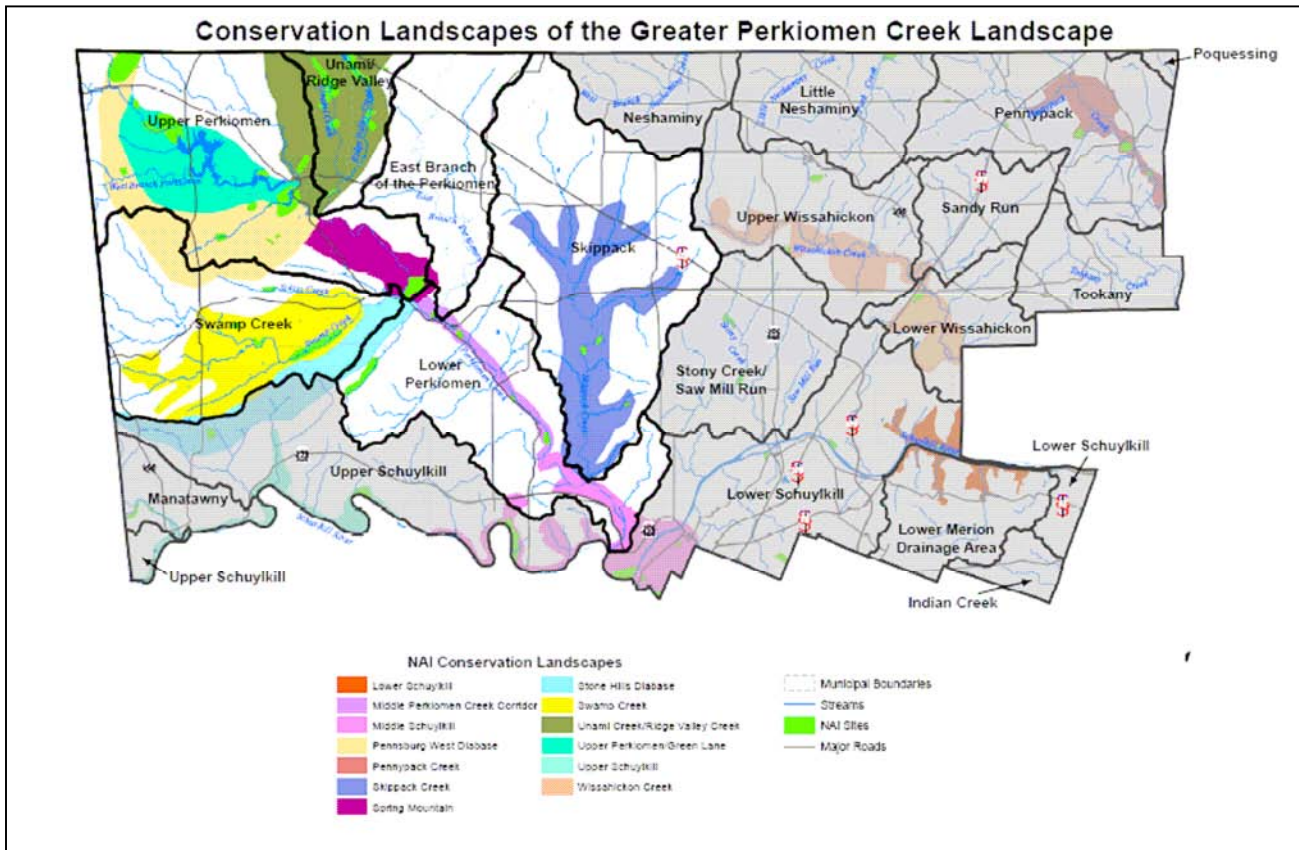 Conservation Landscapes of the Greater Perkiomen Creek Landscape
Poquessing
Unami/
Ridge Valley
Little
Neshaminy
Neshaminy
Pennypack
Upper Perkiomen
East Branch
of the Perkiomen
Upper Wissahickon
Sandy Run
Skippack
Wissahickon Creek
Tookany
Swamp Creek
Lower Wissahickon
Lower
Perkiomen
Stony Creek/
Saw Mill Run
Saw Mill Run
Lower Schuylkill
Upper Schuylkill
Manatawny
Lower Schuylkill
Lower Merion
Drainage Area
Upper Schuylkill
Indian Creek
NAI Conservation Landscapes
Lower Schuylkill
Middle Perkiomen Creek Corridor
Middle Schuylkill
Pennsburg West Diabase
Pennypack Creek
Skippack Creek
Spring Mountain
Stone Hills Diabase
Swamp Creek
Unami Creek/Ridge Valley Creek
Upper Perkiomen/Green Lane
Upper Schuylkill
Wissahickon Creek
Municipal Boundaries
Streams
NAI Sites
Major Roads